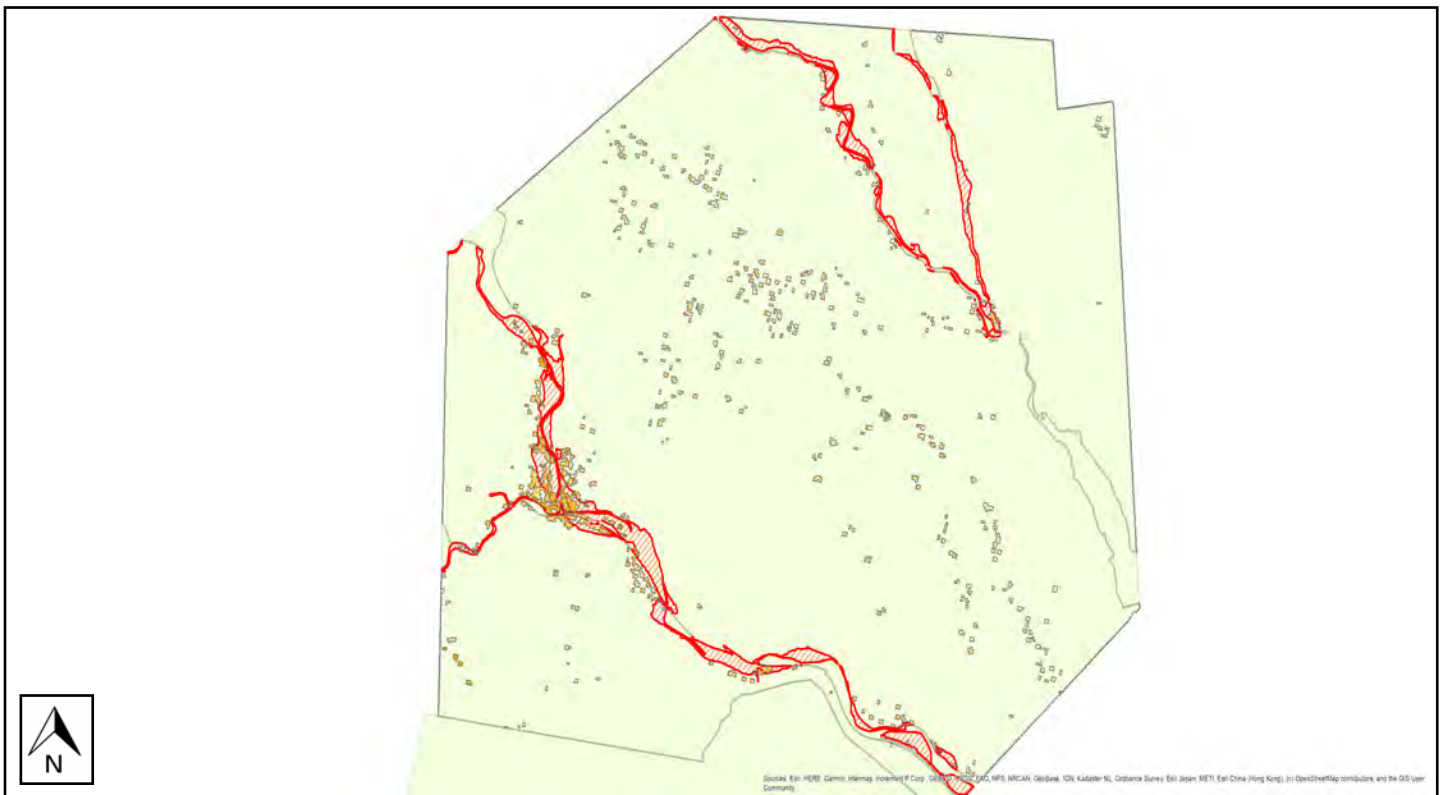 N
Sources: Esri, HERE, Garmin, Intermap, increment P Corp., GEBCO, USGS, FAO, NPS, NRCAN, GeoBase, IGN, Kadaster NL, Ordnance Survey, Esri Japan, METI, Esri China (Hong Kong), (c) OpenStreetMap contributors, and the GIS User
Community